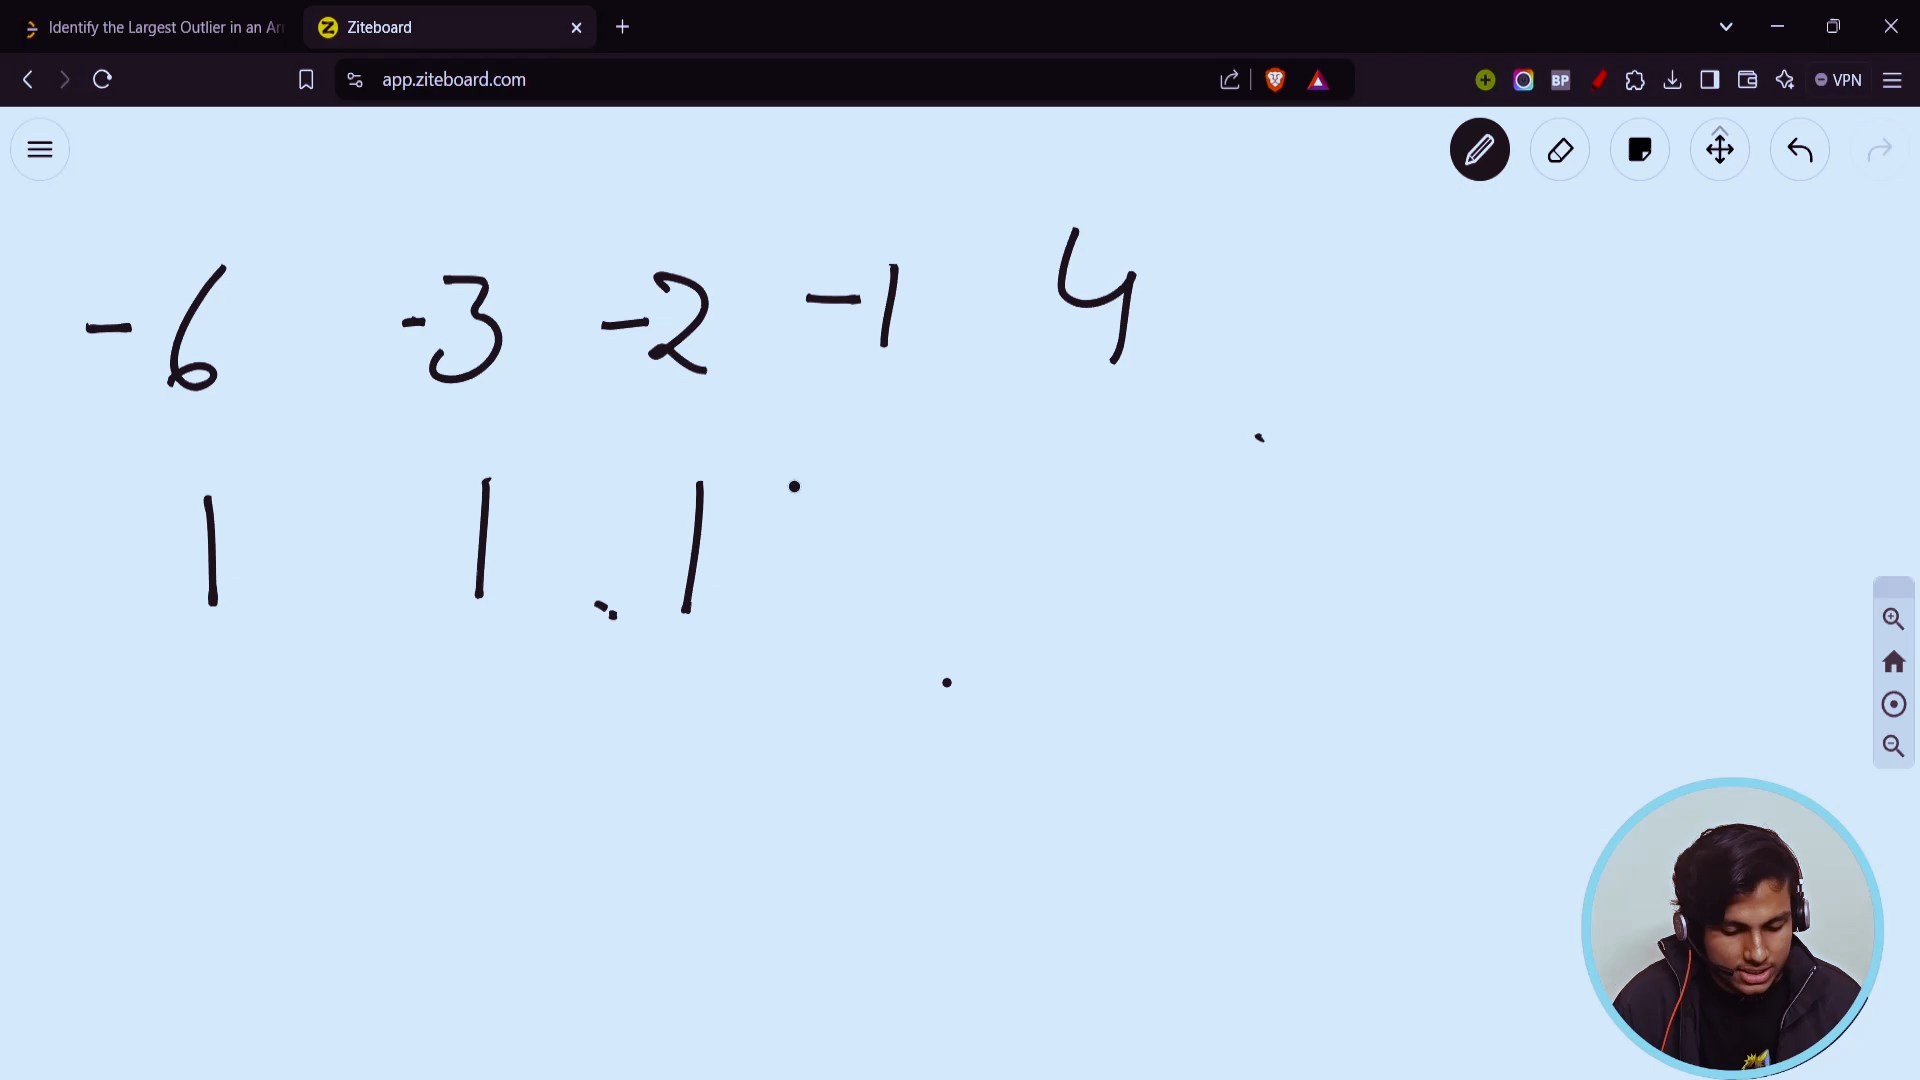 Identify the Largest Outlier in an Ar
Ziteboard
app.ziteboard.com
BP
VPN
-6 -3 -2 -1 4
1 1 1